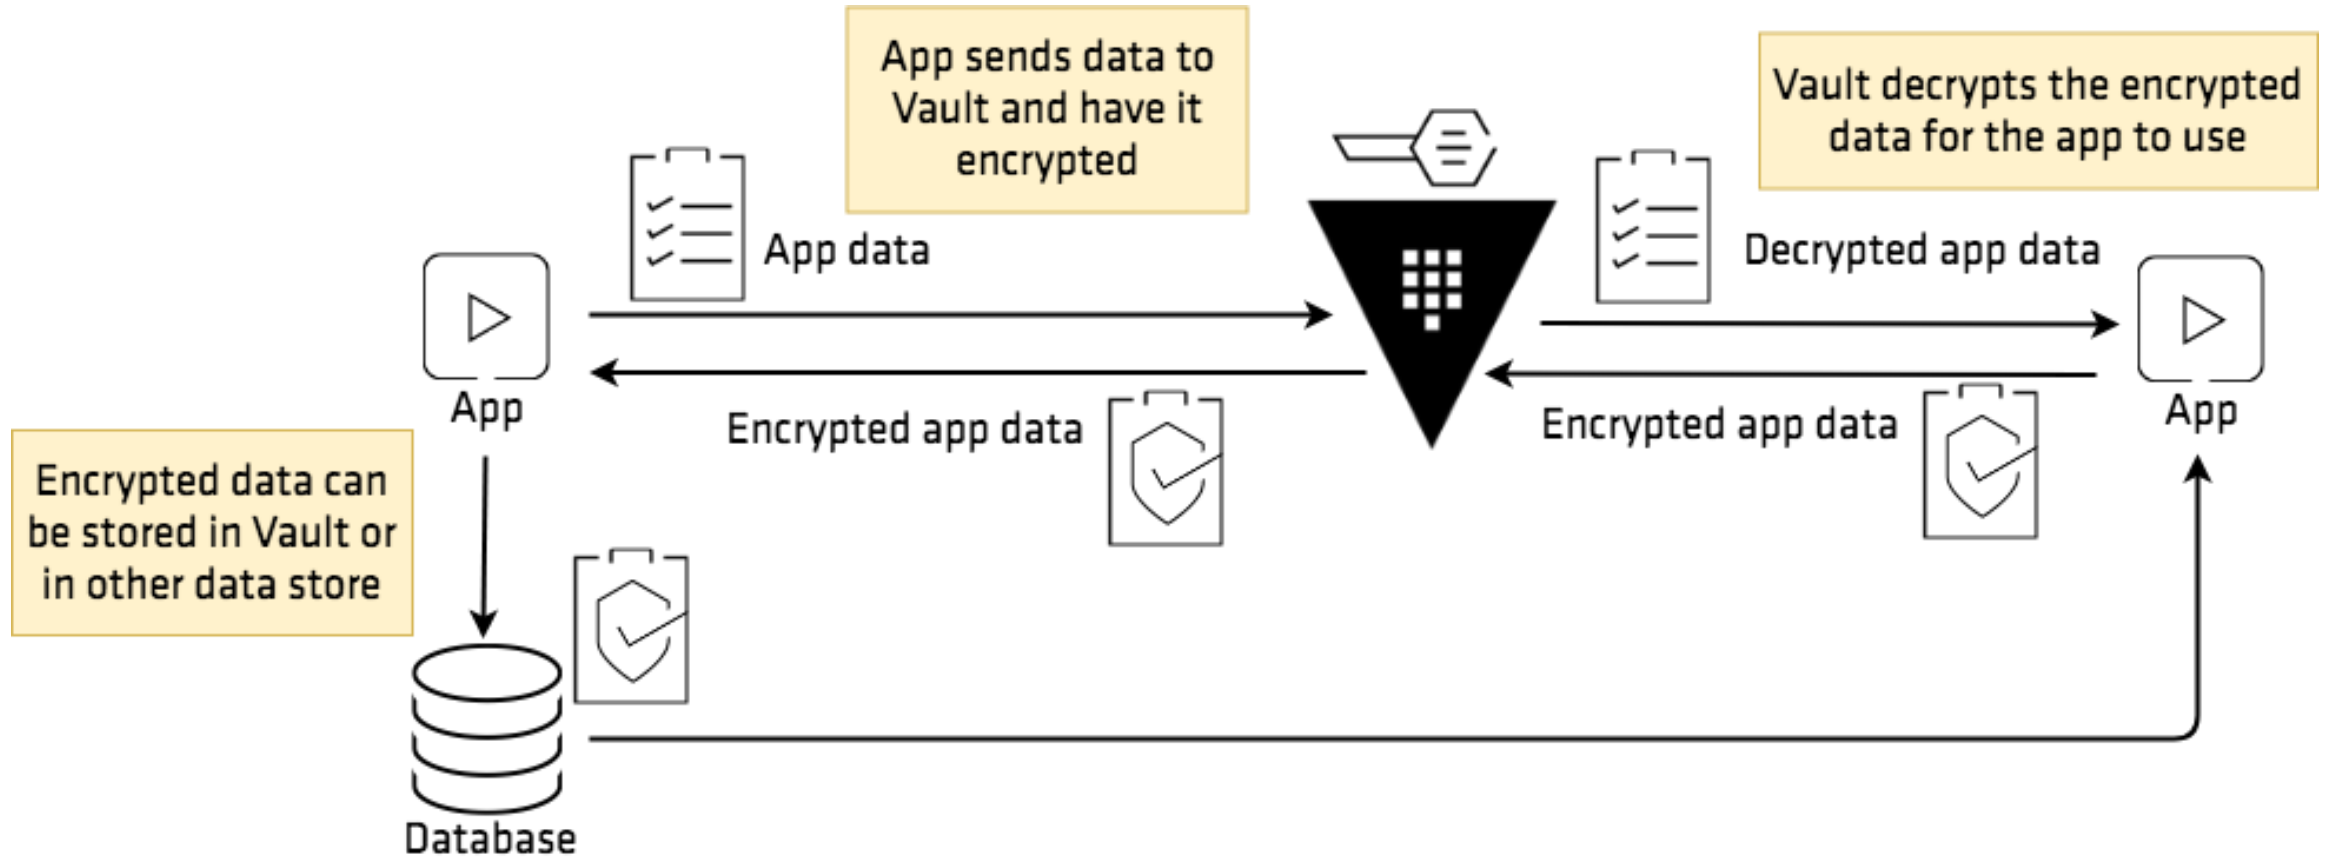 App sends data to
Vault and have it
encrypted
Vault decrypts the encrypted
data for the app to use
App data
Decrypted app data
App
Encrypted app data
Encrypted app data
App
Encrypted data can
be stored in Vault or
in other data store
Database